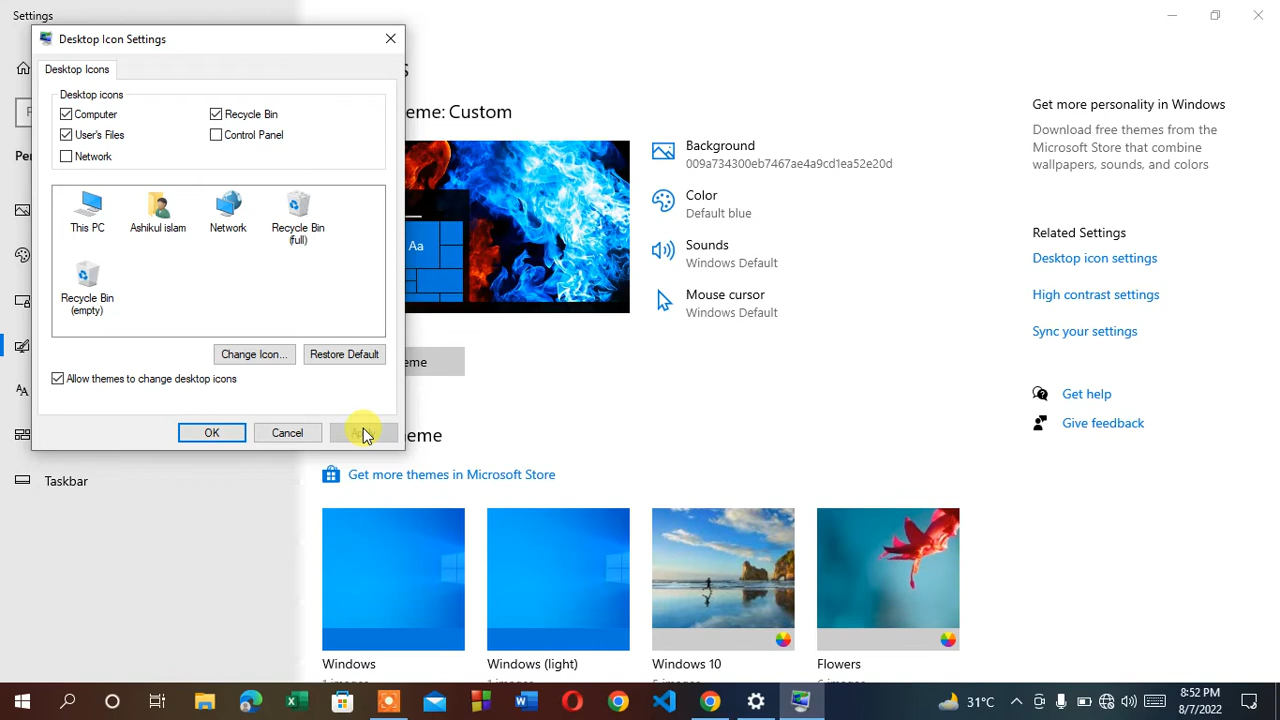 Settings
Desktop Icon Settings
Desktop Icons
Desktop icons
Computer
Recycle Bin
User's Files
Control Panel
Network
This PC
Ashikul islam
Network
Recycle Bin
(full)
Recycle Bin
(empty)
Change Icon...
Restore Default
Allow themes to change desktop icons
OK
Cancel
Taskbar
eme: Custom
Aa
Background
009a734300eb7467ae4a9cd1ea52e20d
Color
Default blue
Sounds
Windows Default
Mouse cursor
Windows Default
eme
eme
Get more themes in Microsoft Store
Windows
Windows (light)
Windows 10
Flowers
Get more personality in Windows
Download free themes from the
Microsoft Store that combine
wallpapers, sounds, and colors
Related Settings
Desktop icon settings
High contrast settings
Sync your settings
Get help
Give feedback
31°C
8:52 PM
8/7/2022